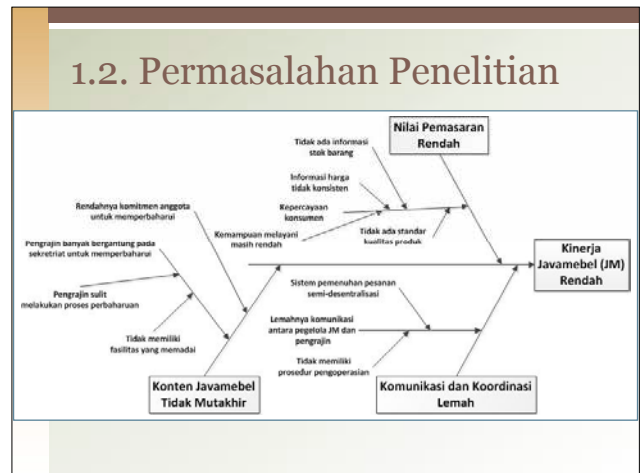 1.2. Permasalahan Penelitian
Nilai Pemasaran
Rendah
Tidak ada informasi
stok barang
Informasi harga
tidak konsisten
Kepercayaan
konsumen
Kemampuan melayani
masih rendah
Tidak ada standar
kualitas produk
Rendahnya komitmen anggota
untuk memperbaharui
Pengrajin banyak bergantung pada
sekretriat untuk memperbaharui
Pengrajin sulit
melakukan proses perbaharuan
Tidak memiliki
fasilitas yang memadai
Kinerja
Javamebel (JM)
Rendah
Sistem pemenuhan pesanan
semi-desentralisasi
Lemahnya komunikasi
antara pegelola JM dan
pengrajin
Tidak memiliki
prosedur pengoperasian
Konten Javamebel
Tidak Mutakhir
Komunikasi dan Koordinasi
Lemah